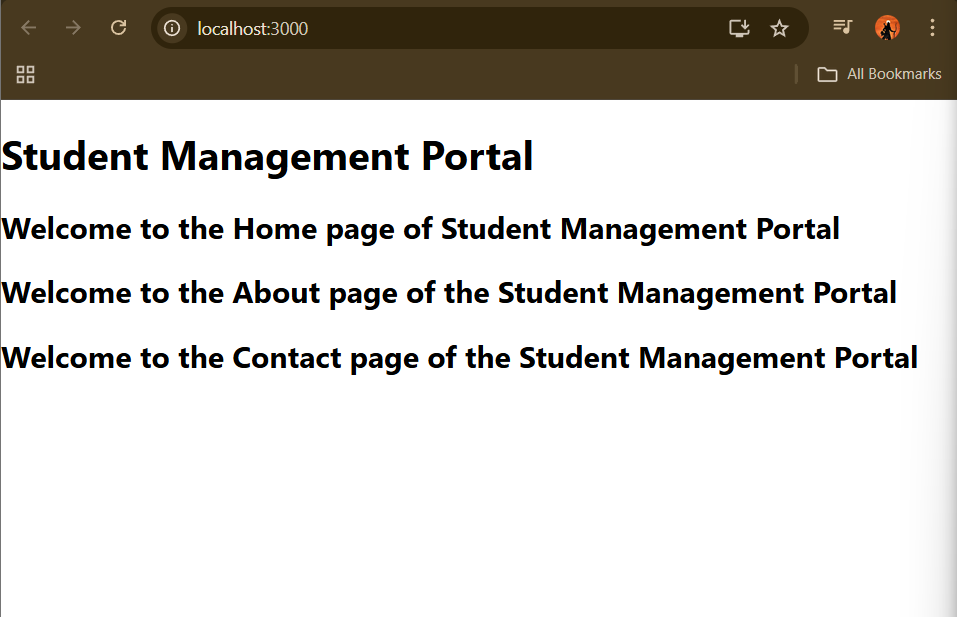 localhost:3000
All Bookmarks
Student Management Portal
Welcome to the Home page of Student Management Portal
Welcome to the About page of the Student Management Portal
Welcome to the Contact page of the Student Management Portal